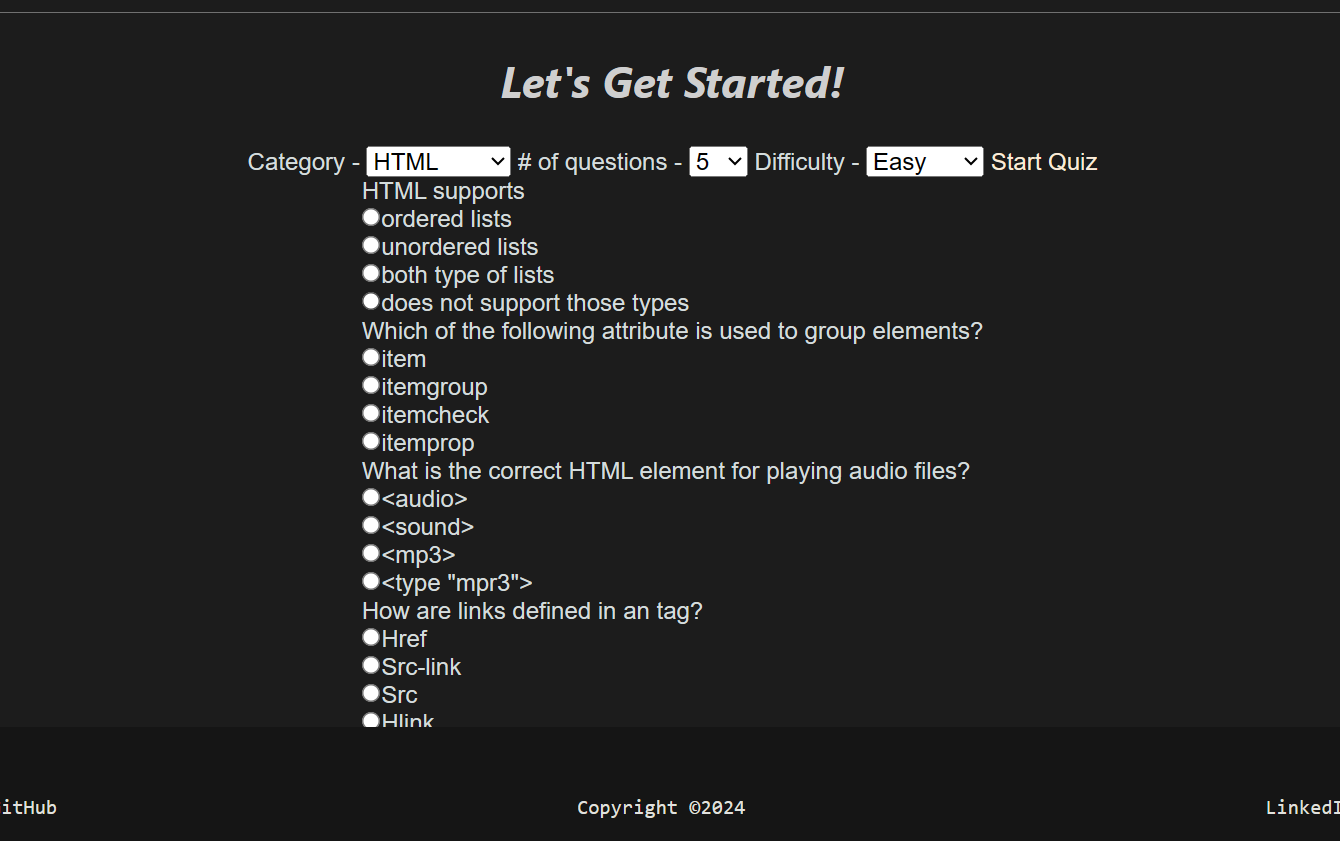 Let's Get Started!
Category - HTML # of questions - 5 Difficulty - Easy Start Quiz
HTML supports
ordered lists
unordered lists
both type of lists
does not support those types
Which of the following attribute is used to group elements?
item
itemgroup
itemcheck
itemprop
What is the correct HTML element for playing audio files?
<audio>
<sound>
<mp3>
<type "mpr3">
How are links defined in an tag?
Href
Src-link
Src
Hlink
itHub Copyright ©2024 LinkedI